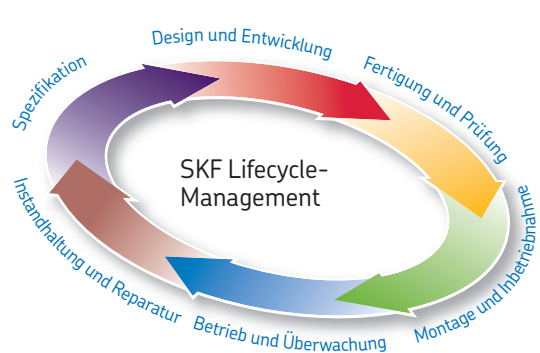 Design und Entwicklung
Fertigung und Prüfung
Montage und Inbetriebnahme
Betrieb und Überwachung
Instandhaltung und Reparatur
Spezifikation
SKF Lifecycle-
Management